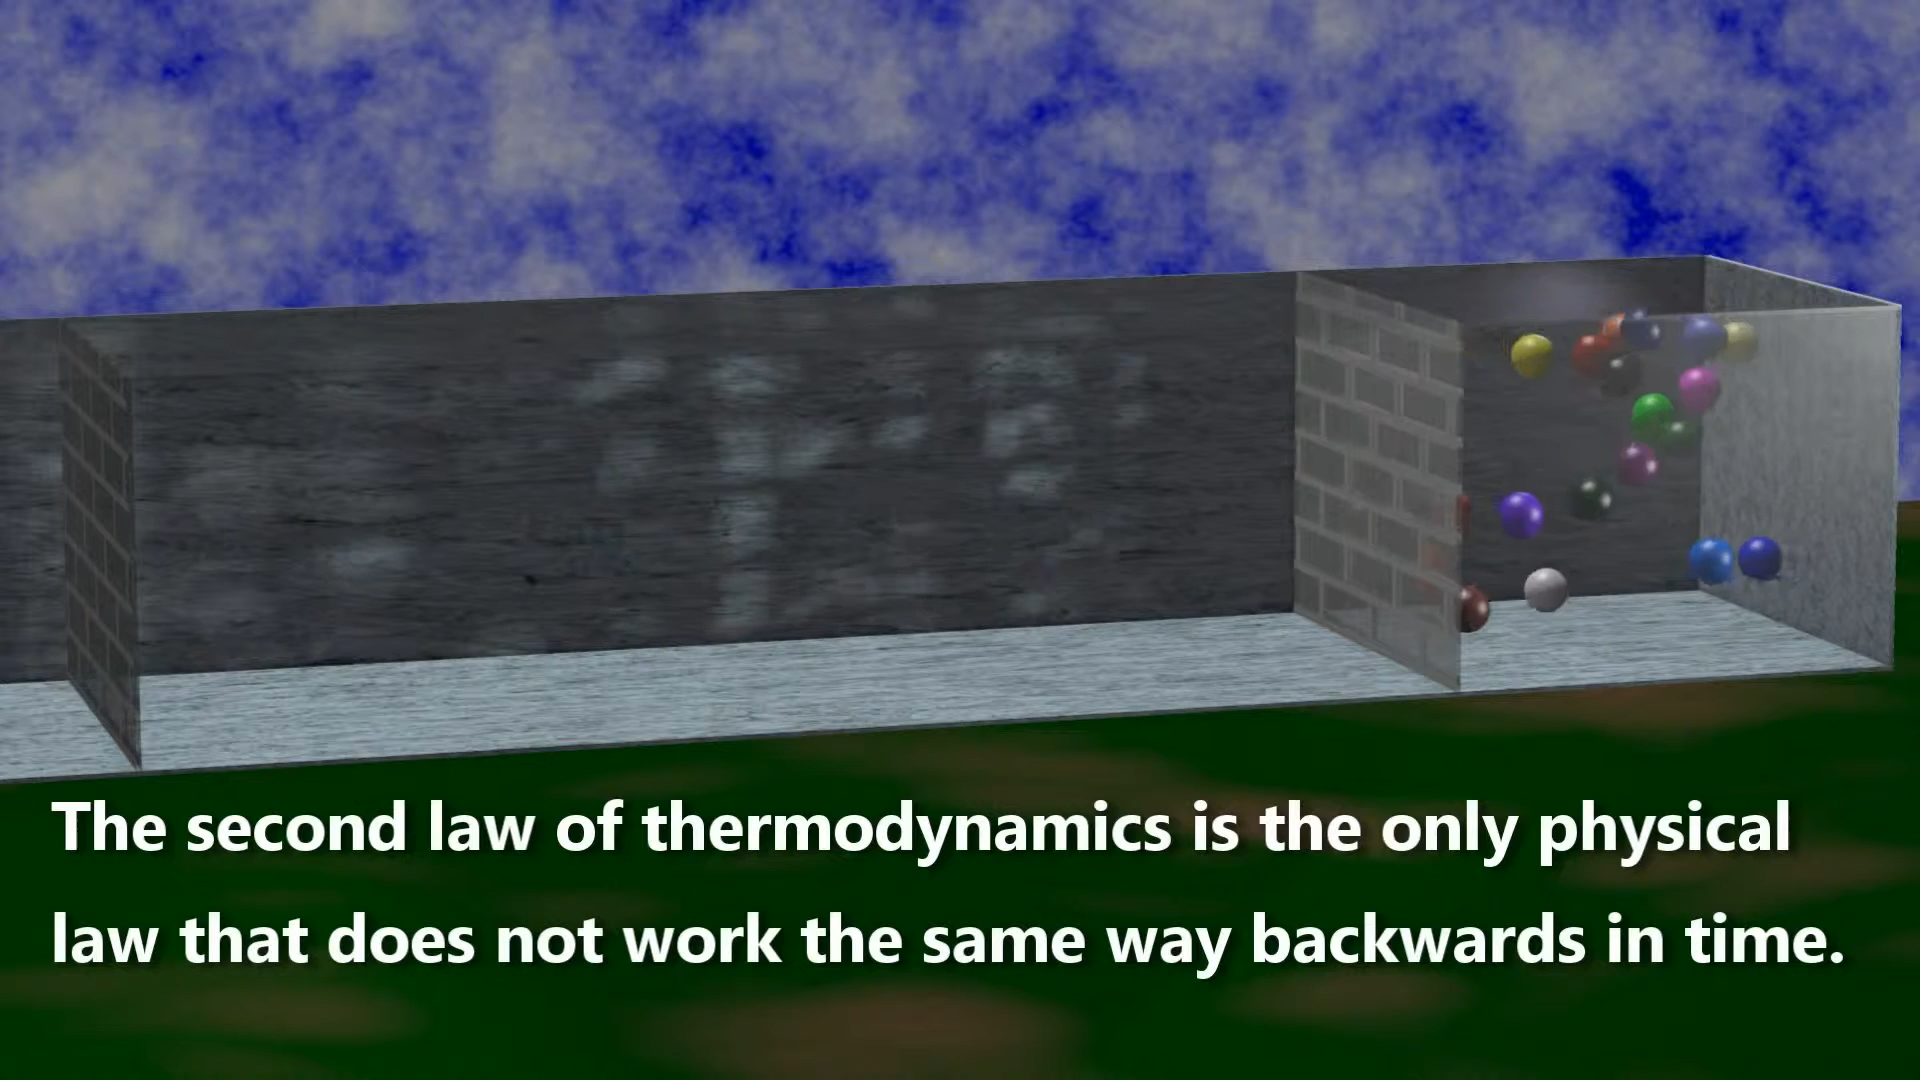 The second law of thermodynamics is the only physical
law that does not work the same way backwards in time.